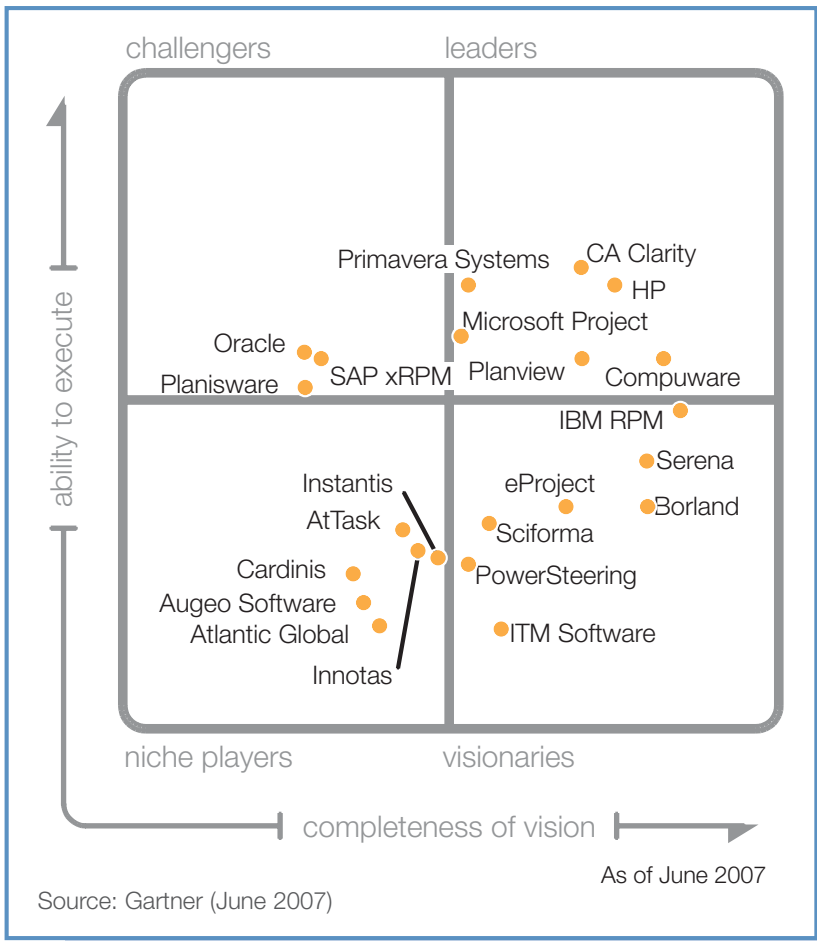 challengers
leaders
Primavera Systems
CA Clarity
HP
Microsoft Project
Oracle
SAP xRPM
Planview
Planisware
Compuware
IBM RPM
Serena
Instantis
eProject
Borland
AtTask
Sciforma
Cardinis
PowerSteering
Augeo Software
Atlantic Global
ITM Software
Innotas
niche players
visionaries
ability to execute
completeness of vision
As of June 2007
Source: Gartner (June 2007)